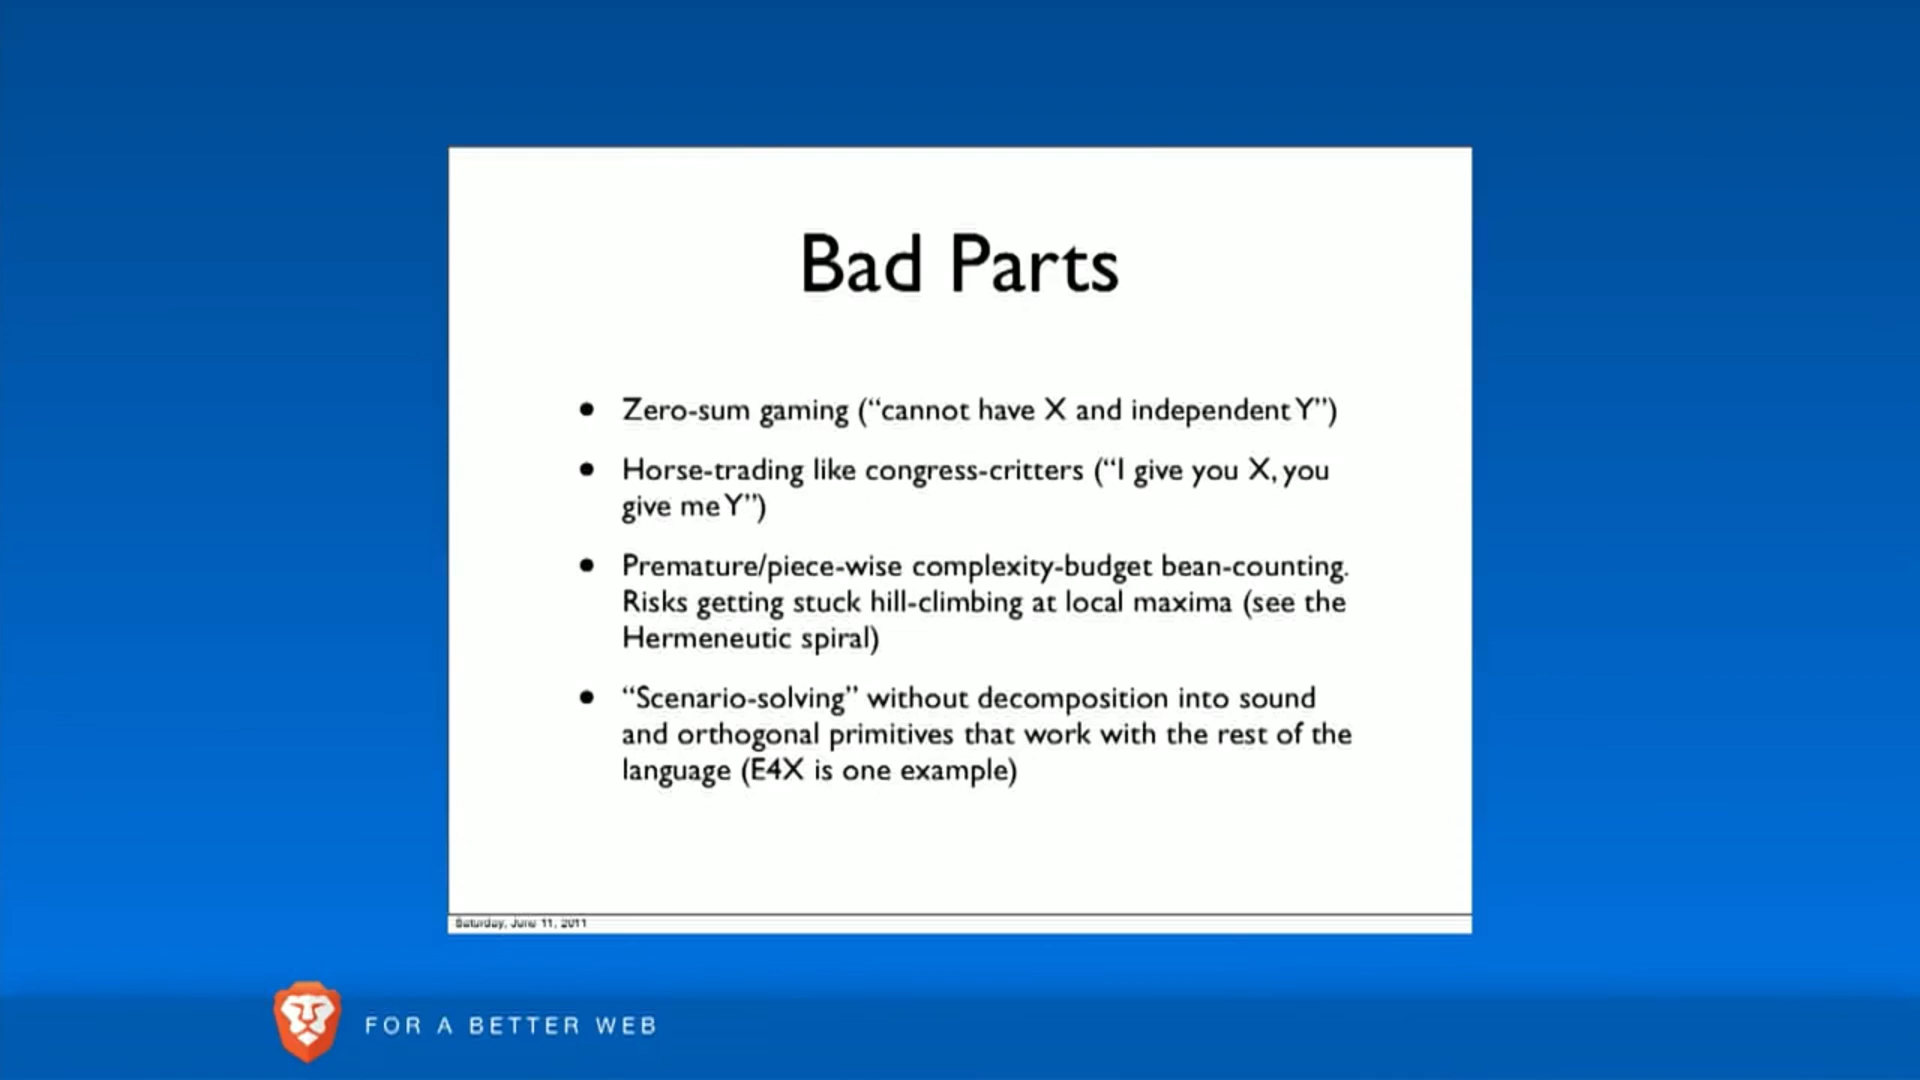 Bad Parts
• Zero-sum gaming (“cannot have X and independent Y”)
• Horse-trading like congress-critters (“I give you X, you
give me Y”)
• Premature/piece-wise complexity-budget bean-counting.
Risks getting stuck hill-climbing at local maxima (see the
Hermeneutic spiral)
• “Scenario-solving” without decomposition into sound
and orthogonal primitives that work with the rest of the
language (E4X is one example)
Saturday, June 11, 2011
FOR A BETTER WEB